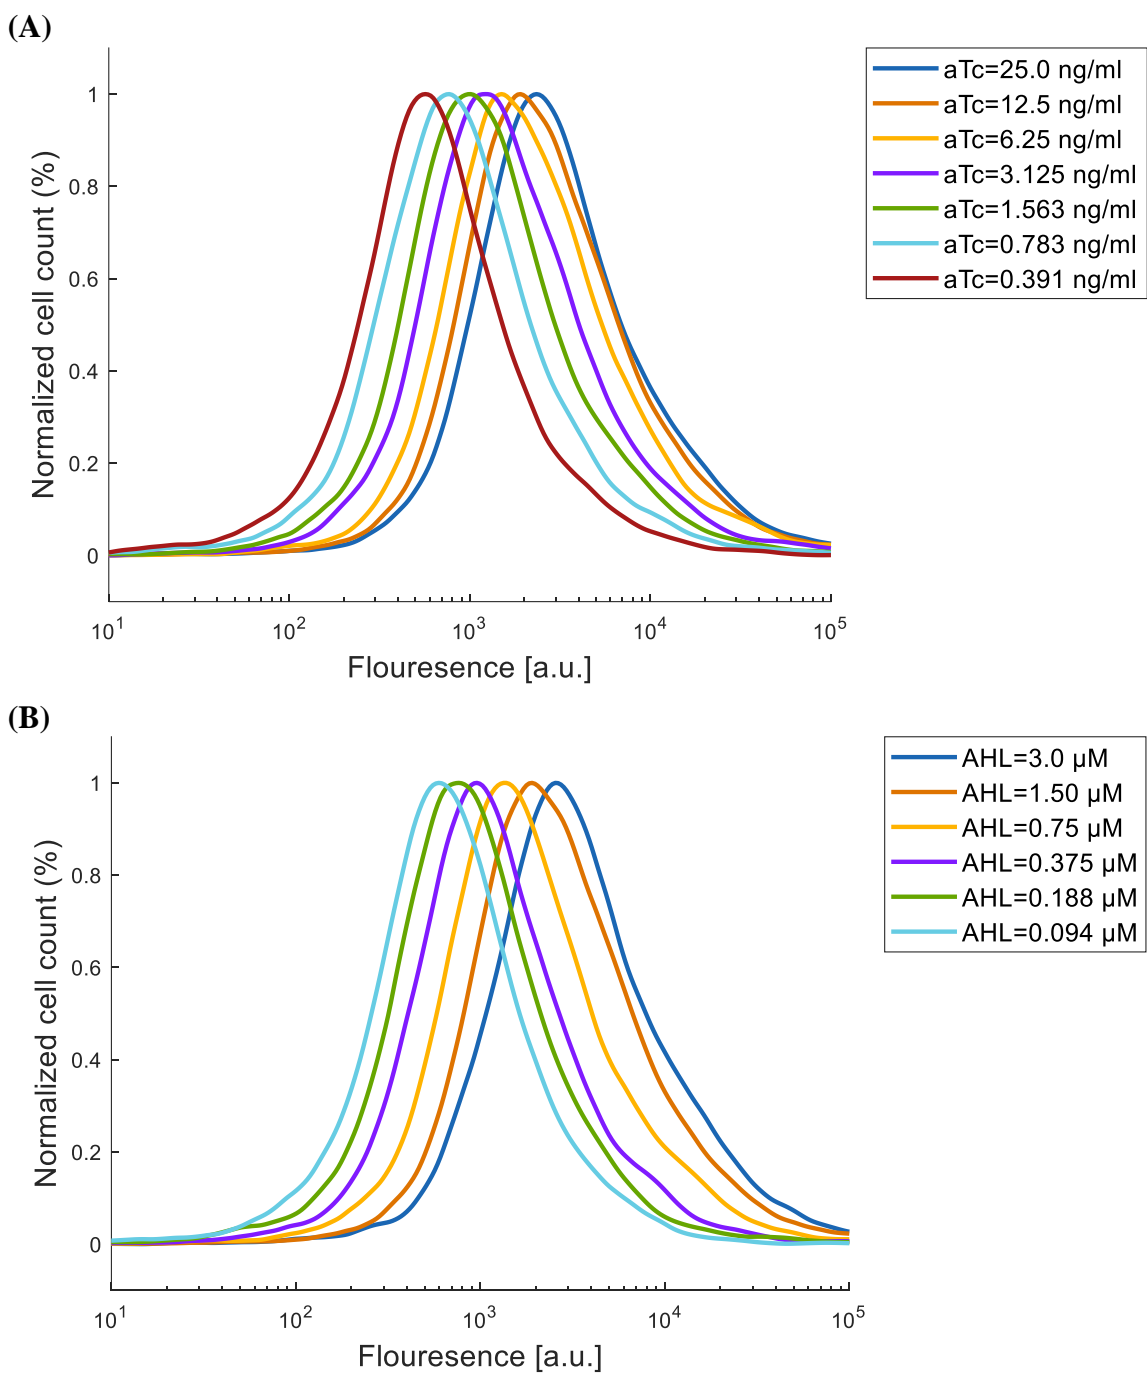 (A)
1
0.8
0.6
0.4
0.2
0
Normalized cell count (%)
10^1
10^2
10^3
10^4
10^5
Flouresence [a.u.]
aTc=25.0 ng/ml
aTc=12.5 ng/ml
aTc=6.25 ng/ml
aTc=3.125 ng/ml
aTc=1.563 ng/ml
aTc=0.783 ng/ml
aTc=0.391 ng/ml
(B)
1
0.8
0.6
0.4
0.2
0
Normalized cell count (%)
10^1
10^2
10^3
10^4
10^5
Flouresence [a.u.]
AHL=3.0 µM
AHL=1.50 µM
AHL=0.75 µM
AHL=0.375 µM
AHL=0.188 µM
AHL=0.094 µM